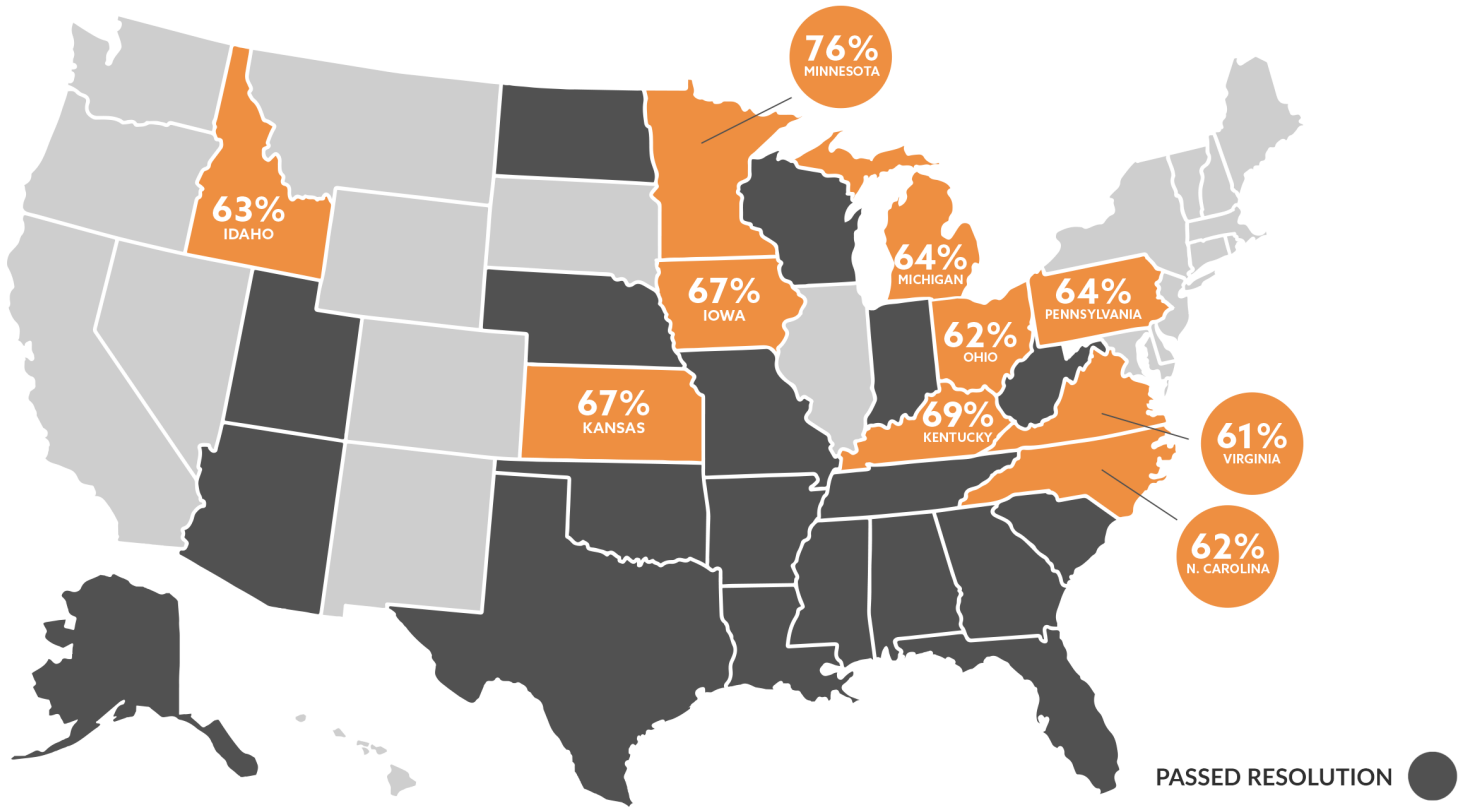 76%
MINNESOTA
63%
IDAHO
67%
IOWA
64%
MICHIGAN
64%
PENNSYLVANIA
62%
OHIO
67%
KANSAS
69%
KENTUCKY
61%
VIRGINIA
62%
N. CAROLINA
PASSED RESOLUTION